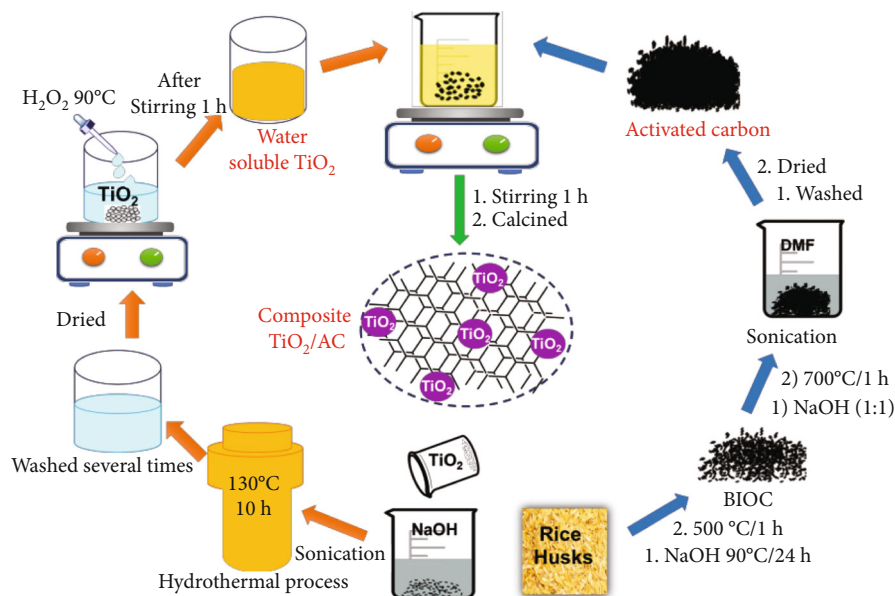 H₂O₂ 90°C
After
Stirring 1 h
Water
soluble TiO₂
TiO₂
Dried
Washed several times
130°C
10 h
Hydrothermal process
Sonication
TiO₂
NaOH
Rice
Husks
1. NaOH 90°C/24 h
2. 500 °C/1 h
BIOC
1) NaOH (1:1)
2) 700°C/1 h
Sonication
DMF
1. Washed
2. Dried
Activated carbon
1. Stirring 1 h
2. Calcined
Composite
TiO₂/AC
TiO₂
TiO₂
TiO₂
TiO₂
TiO₂